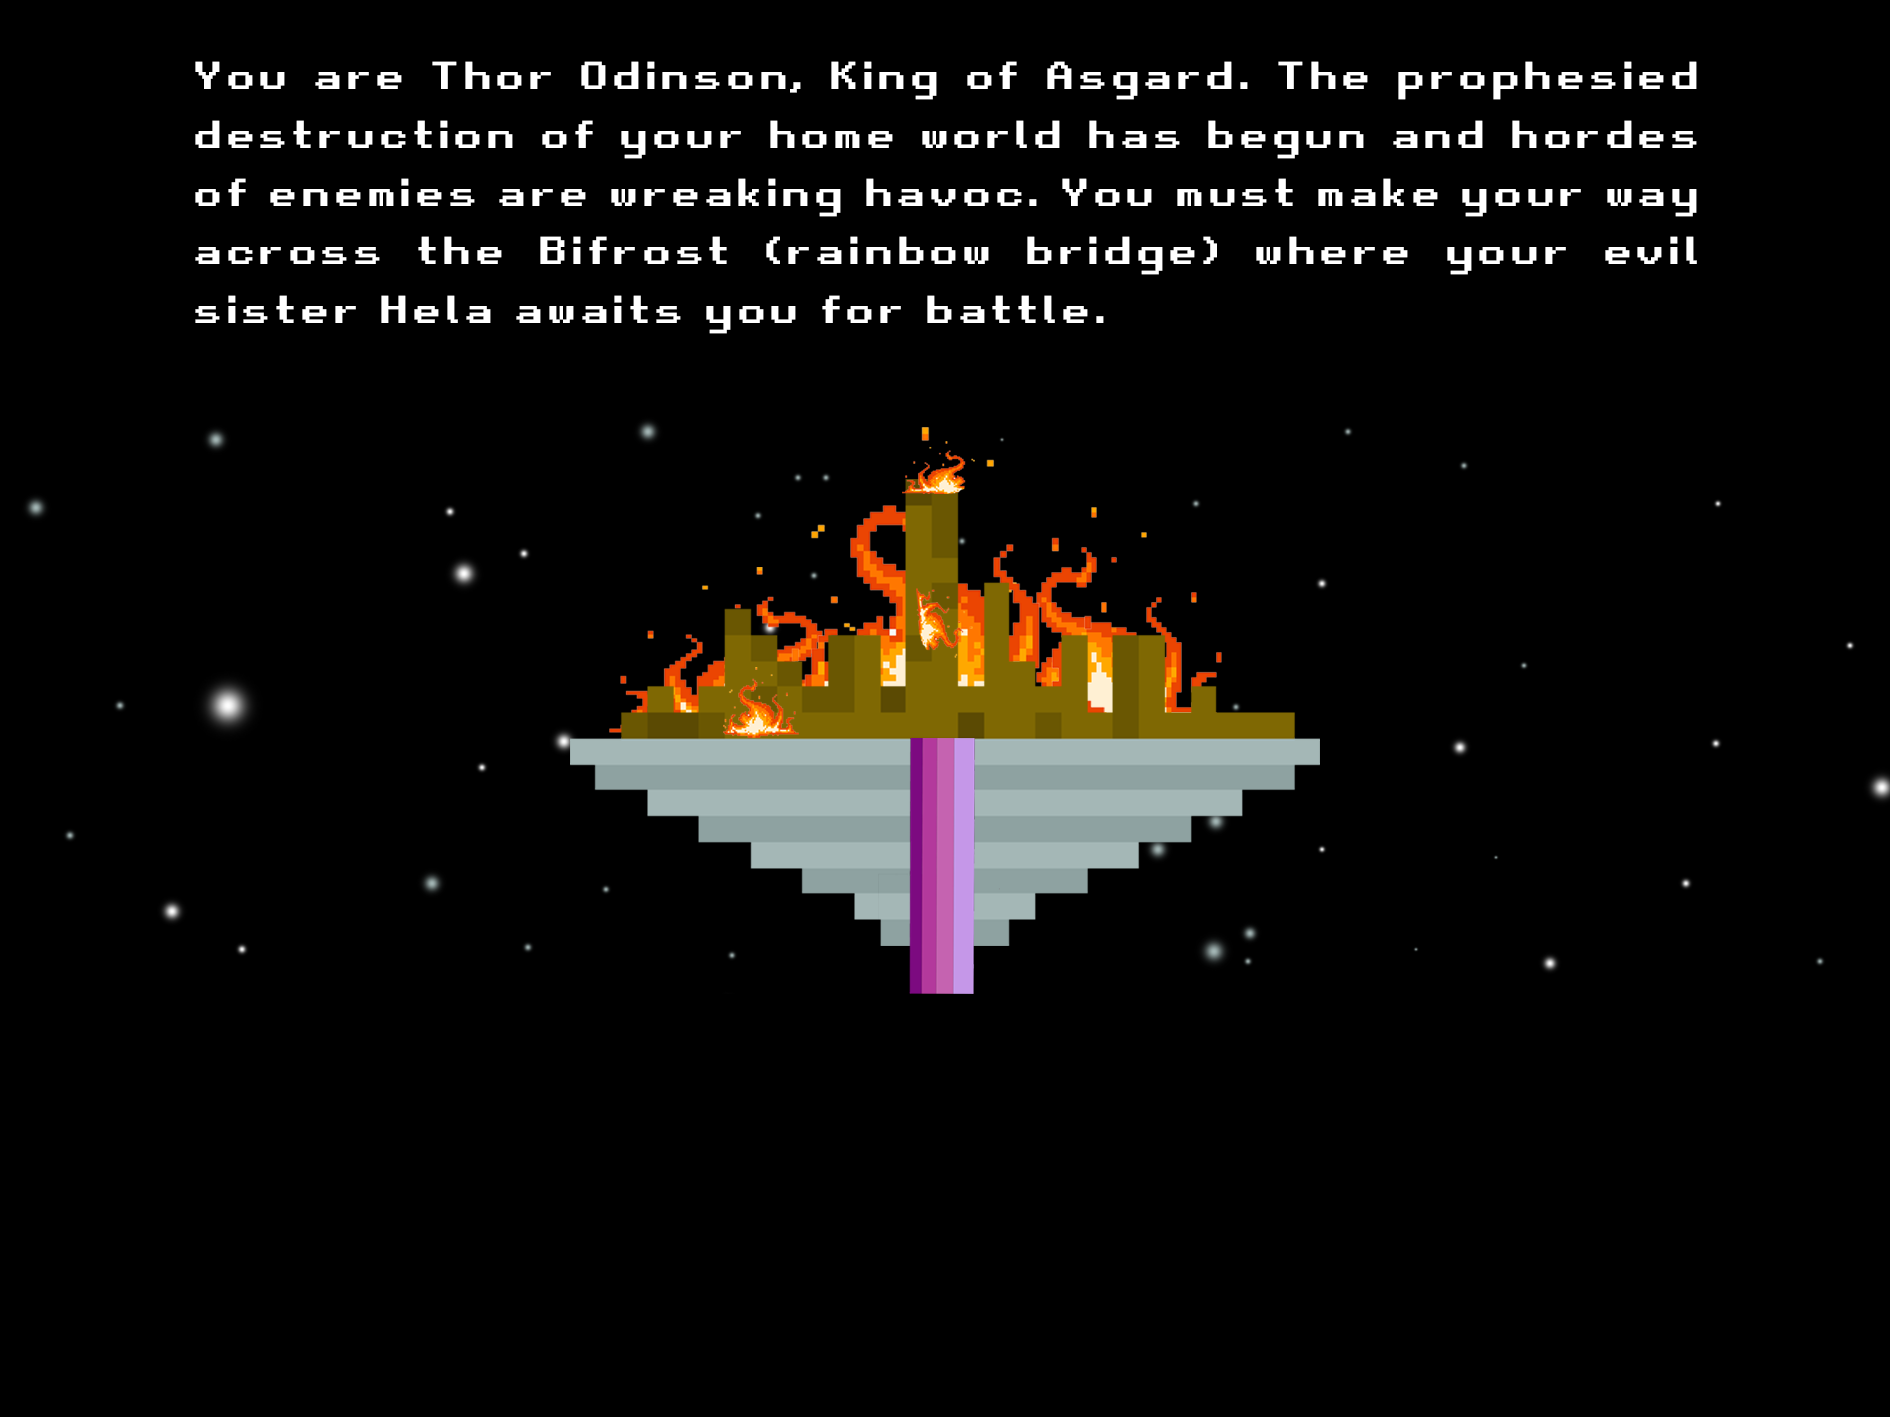 You are Thor Odinson, King of Asgard. The prophesied
destruction of your home world has begun and hordes
of enemies are wreaking havoc. You must make your way
across the Bifrost (rainbow bridge) where your evil
sister Hela awaits you for battle.